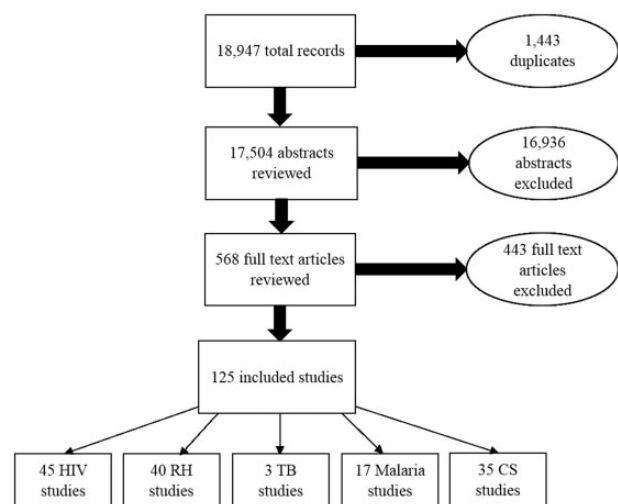 18,947 total records
1,443
duplicates
17,504 abstracts
reviewed
16,936
abstracts
excluded
568 full text articles
reviewed
443 full text
articles
excluded
125 included studies
45 HIV
studies
40 RH
studies
3 TB
studies
17 Malaria
studies
35 CS
studies